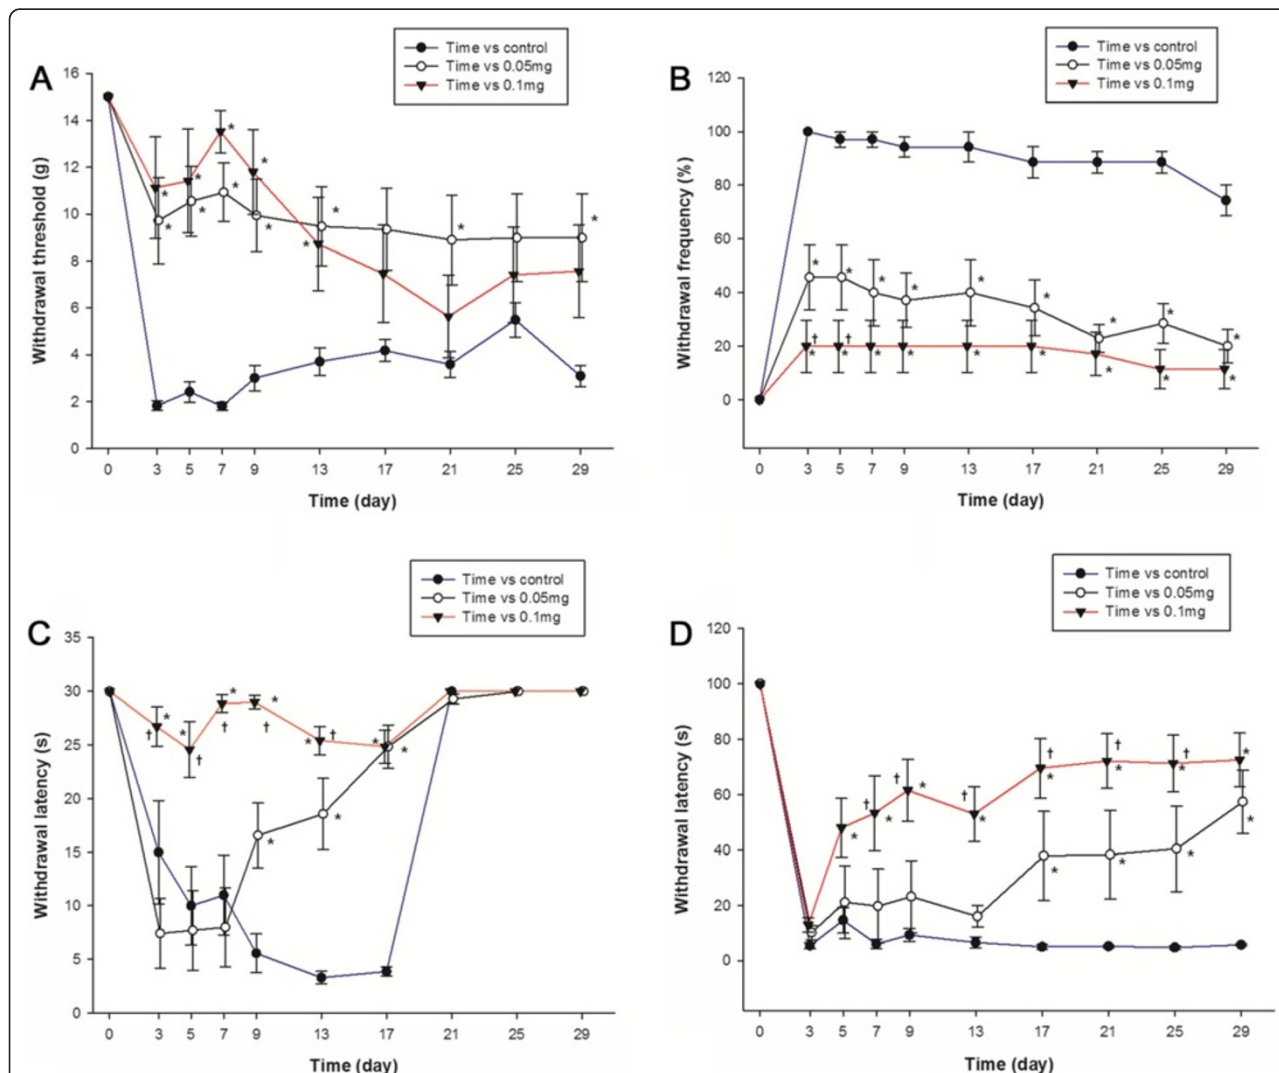 A
Time vs control
Time vs 0.05mg
Time vs 0.1mg
Withdrawal threshold (g)
16
14
12
10
8
6
4
2
0
* * * * * * * * * * * * *
0 3 5 7 9 13 17 21 25 29
Time (day)
B
Time vs control
Time vs 0.05mg
Time vs 0.1mg
Withdrawal frequency (%)
120
100
80
60
40
20
0
* * * * * * * * *
† †
* * * * * * * * *
0 3 5 7 9 13 17 21 25 29
Time (day)
C
Time vs control
Time vs 0.05mg
Time vs 0.1mg
Withdrawal latency (s)
35
30
25
20
15
10
5
0
* * * * * * *
† † † † †
* *
0 3 5 7 9 13 17 21 25 29
Time (day)
D
Time vs control
Time vs 0.05mg
Time vs 0.1mg
Withdrawal latency (s)
120
100
80
60
40
20
0
† † † † † †
* * * * * * * *
* * * *
0 3 5 7 9 13 17 21 25 29
Time (day)